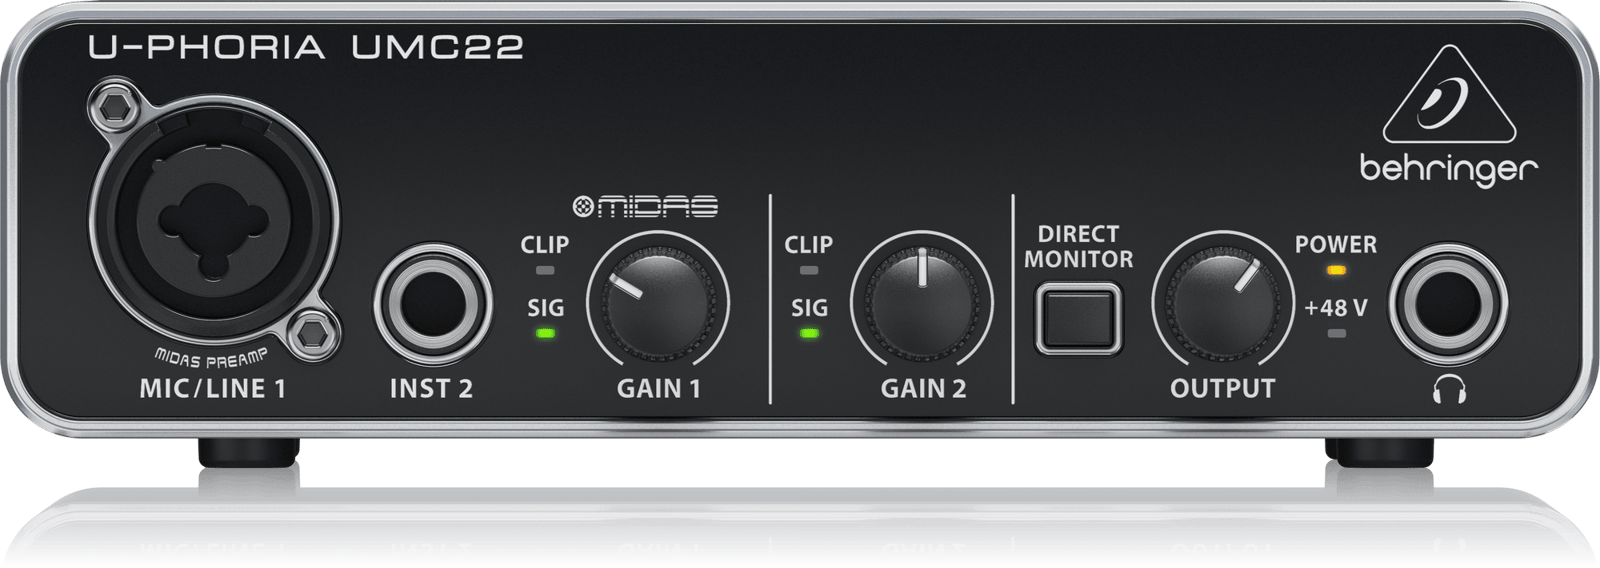 U-PHORIA UMC22
behringer
MIDAS
CLIP
SIG
MIDAS PREAMP
MIC/LINE 1
INST 2
GAIN 1
CLIP
SIG
GAIN 2
DIRECT
MONITOR
OUTPUT
POWER
+48 V